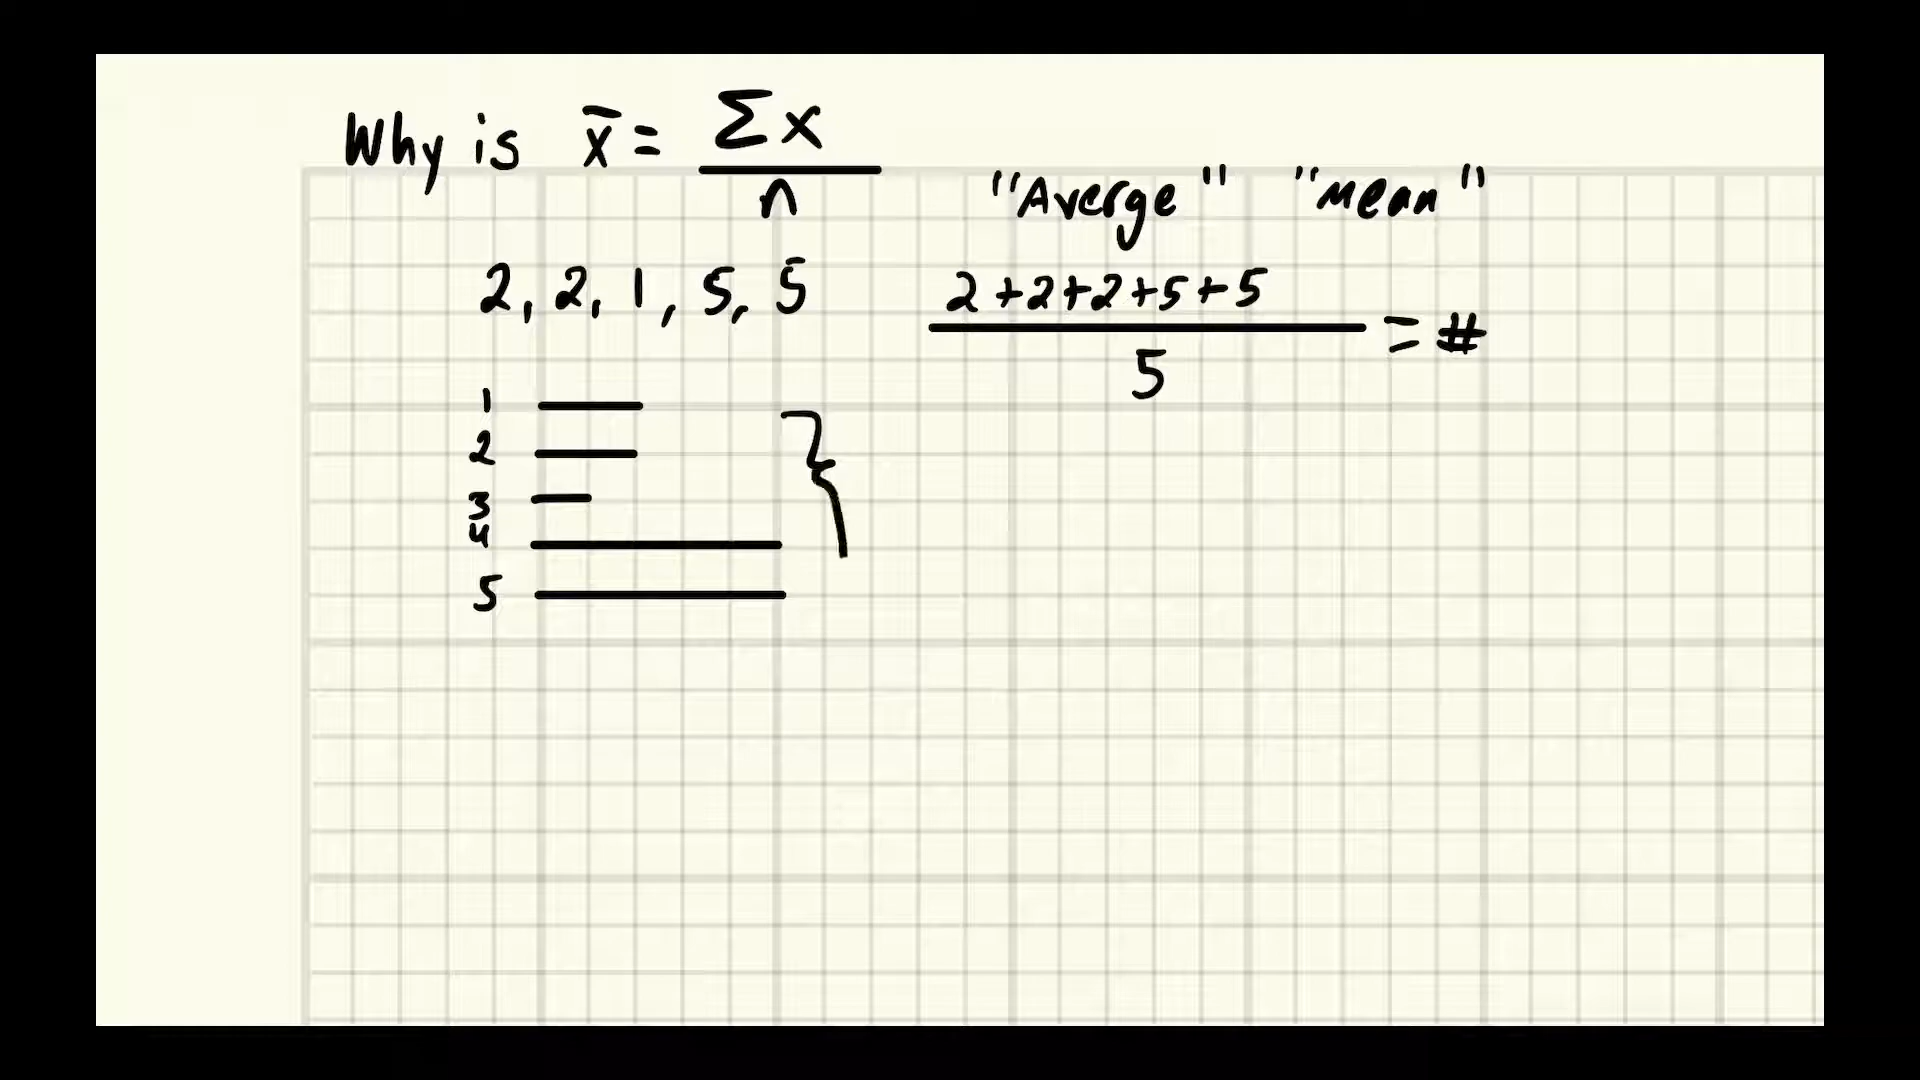 Why is x̄ = Σx / n
"Averge" "Mean"
2, 2, 1, 5, 5
2+2+2+5+5 / 5 = #
1
2
3
4
5